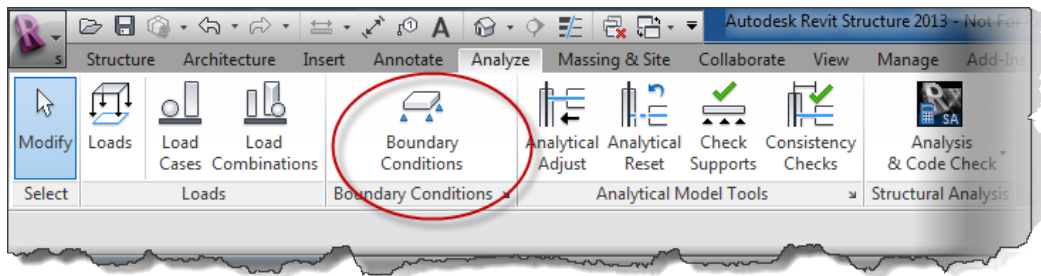 Autodesk Revit Structure 2013 - Not For
S
Structure Architecture Insert Annotate Analyze Massing & Site Collaborate View Manage Add-Ins
Modify Loads Load Load Boundary Analytical Analytical Check Consistency Analysis
Cases Combinations Conditions Adjust Reset Supports Checks & Code Check
Select Loads Boundary Conditions Analytical Model Tools Structural Analysis